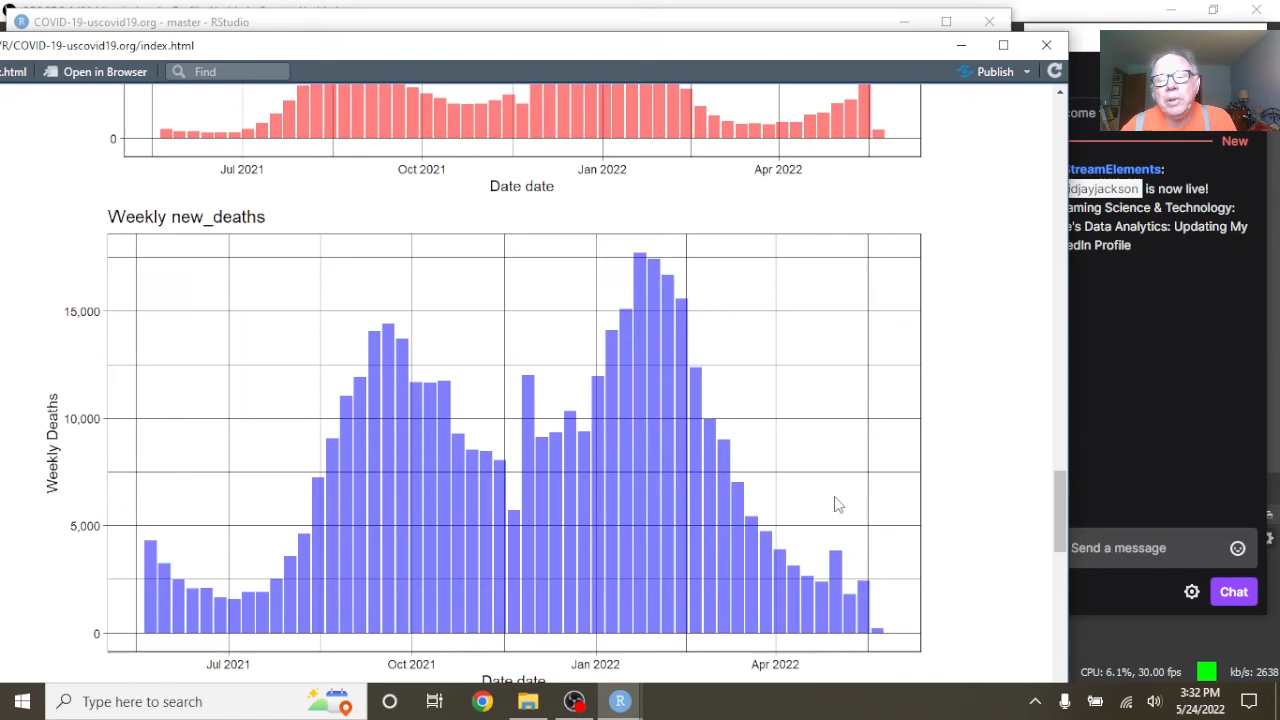 COVID-19-uscovid19.org - master - RStudio
/R/COVID-19-uscovid19.org/index.html
.html
Open in Browser
Find
Publish
0
Jul 2021
Oct 2021
Jan 2022
Apr 2022
Date date
Weekly new_deaths
Weekly Deaths
15,000
10,000
5,000
0
Jul 2021
Oct 2021
Jan 2022
Apr 2022
Date date
ome
New
StreamElements:
idjayjackson is now live!
aming Science & Technology:
e's Data Analytics: Updating My
edIn Profile
Send a message
Chat
CPU: 6.1%, 30.00 fps
kb/s: 2638
Type here to search
3:32 PM
5/24/2022